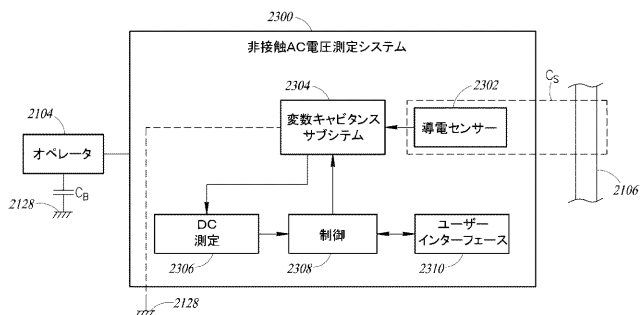 2300
非接触AC電圧測定システム
2304
2302
CS
2104
変数キャビタンス
サブシテム
導電センサー
オペレータ
2128
CB
2106
DC
測定
制御
ユーザー
インターフェース
2306
2308
2310
2128